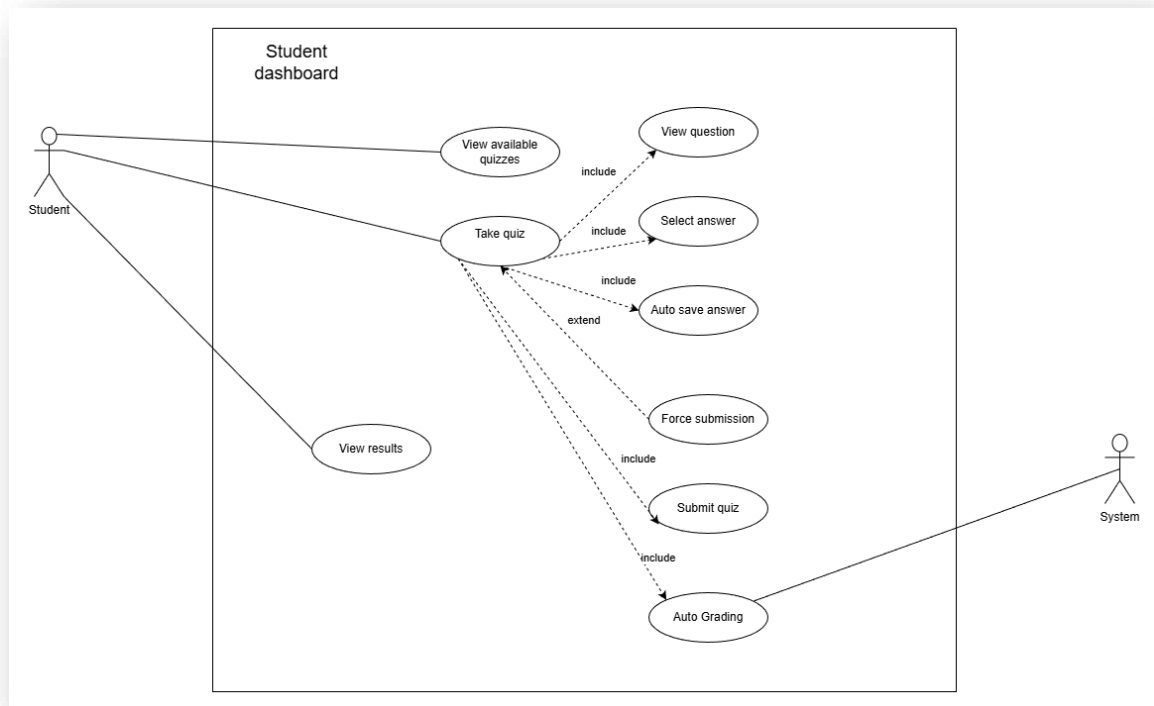 Student
dashboard
View question
View available
quizzes
include
Student
Select answer
include
Take quiz
include
Auto save answer
extend
Force submission
View results
include
Submit quiz
System
include
Auto Grading